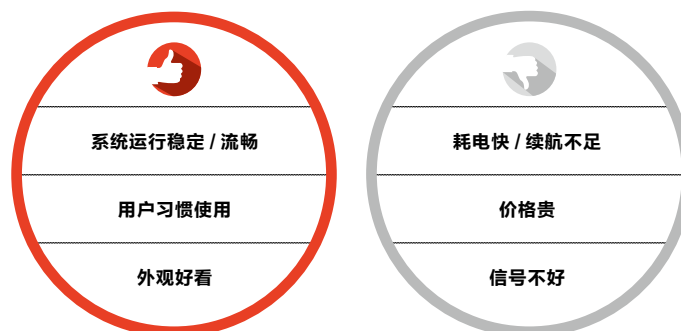 系统运行稳定 / 流畅
用户习惯使用
外观好看
耗电快 / 续航不足
价格贵
信号不好